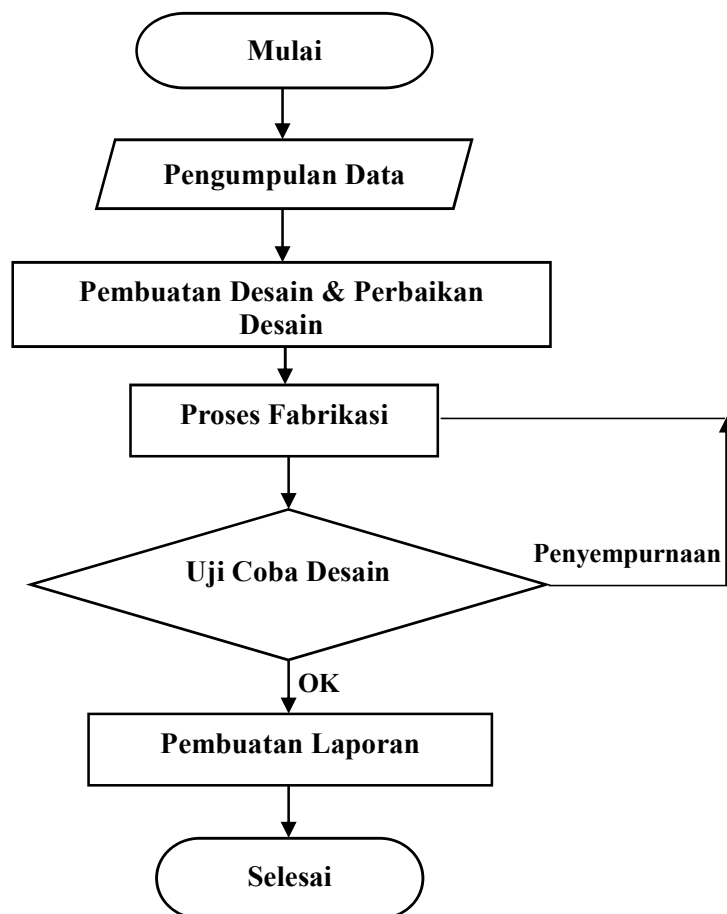 Mulai
Pengumpulan Data
Pembuatan Desain & Perbaikan
Desain
Proses Fabrikasi
Uji Coba Desain
Penyempurnaan
OK
Pembuatan Laporan
Selesai